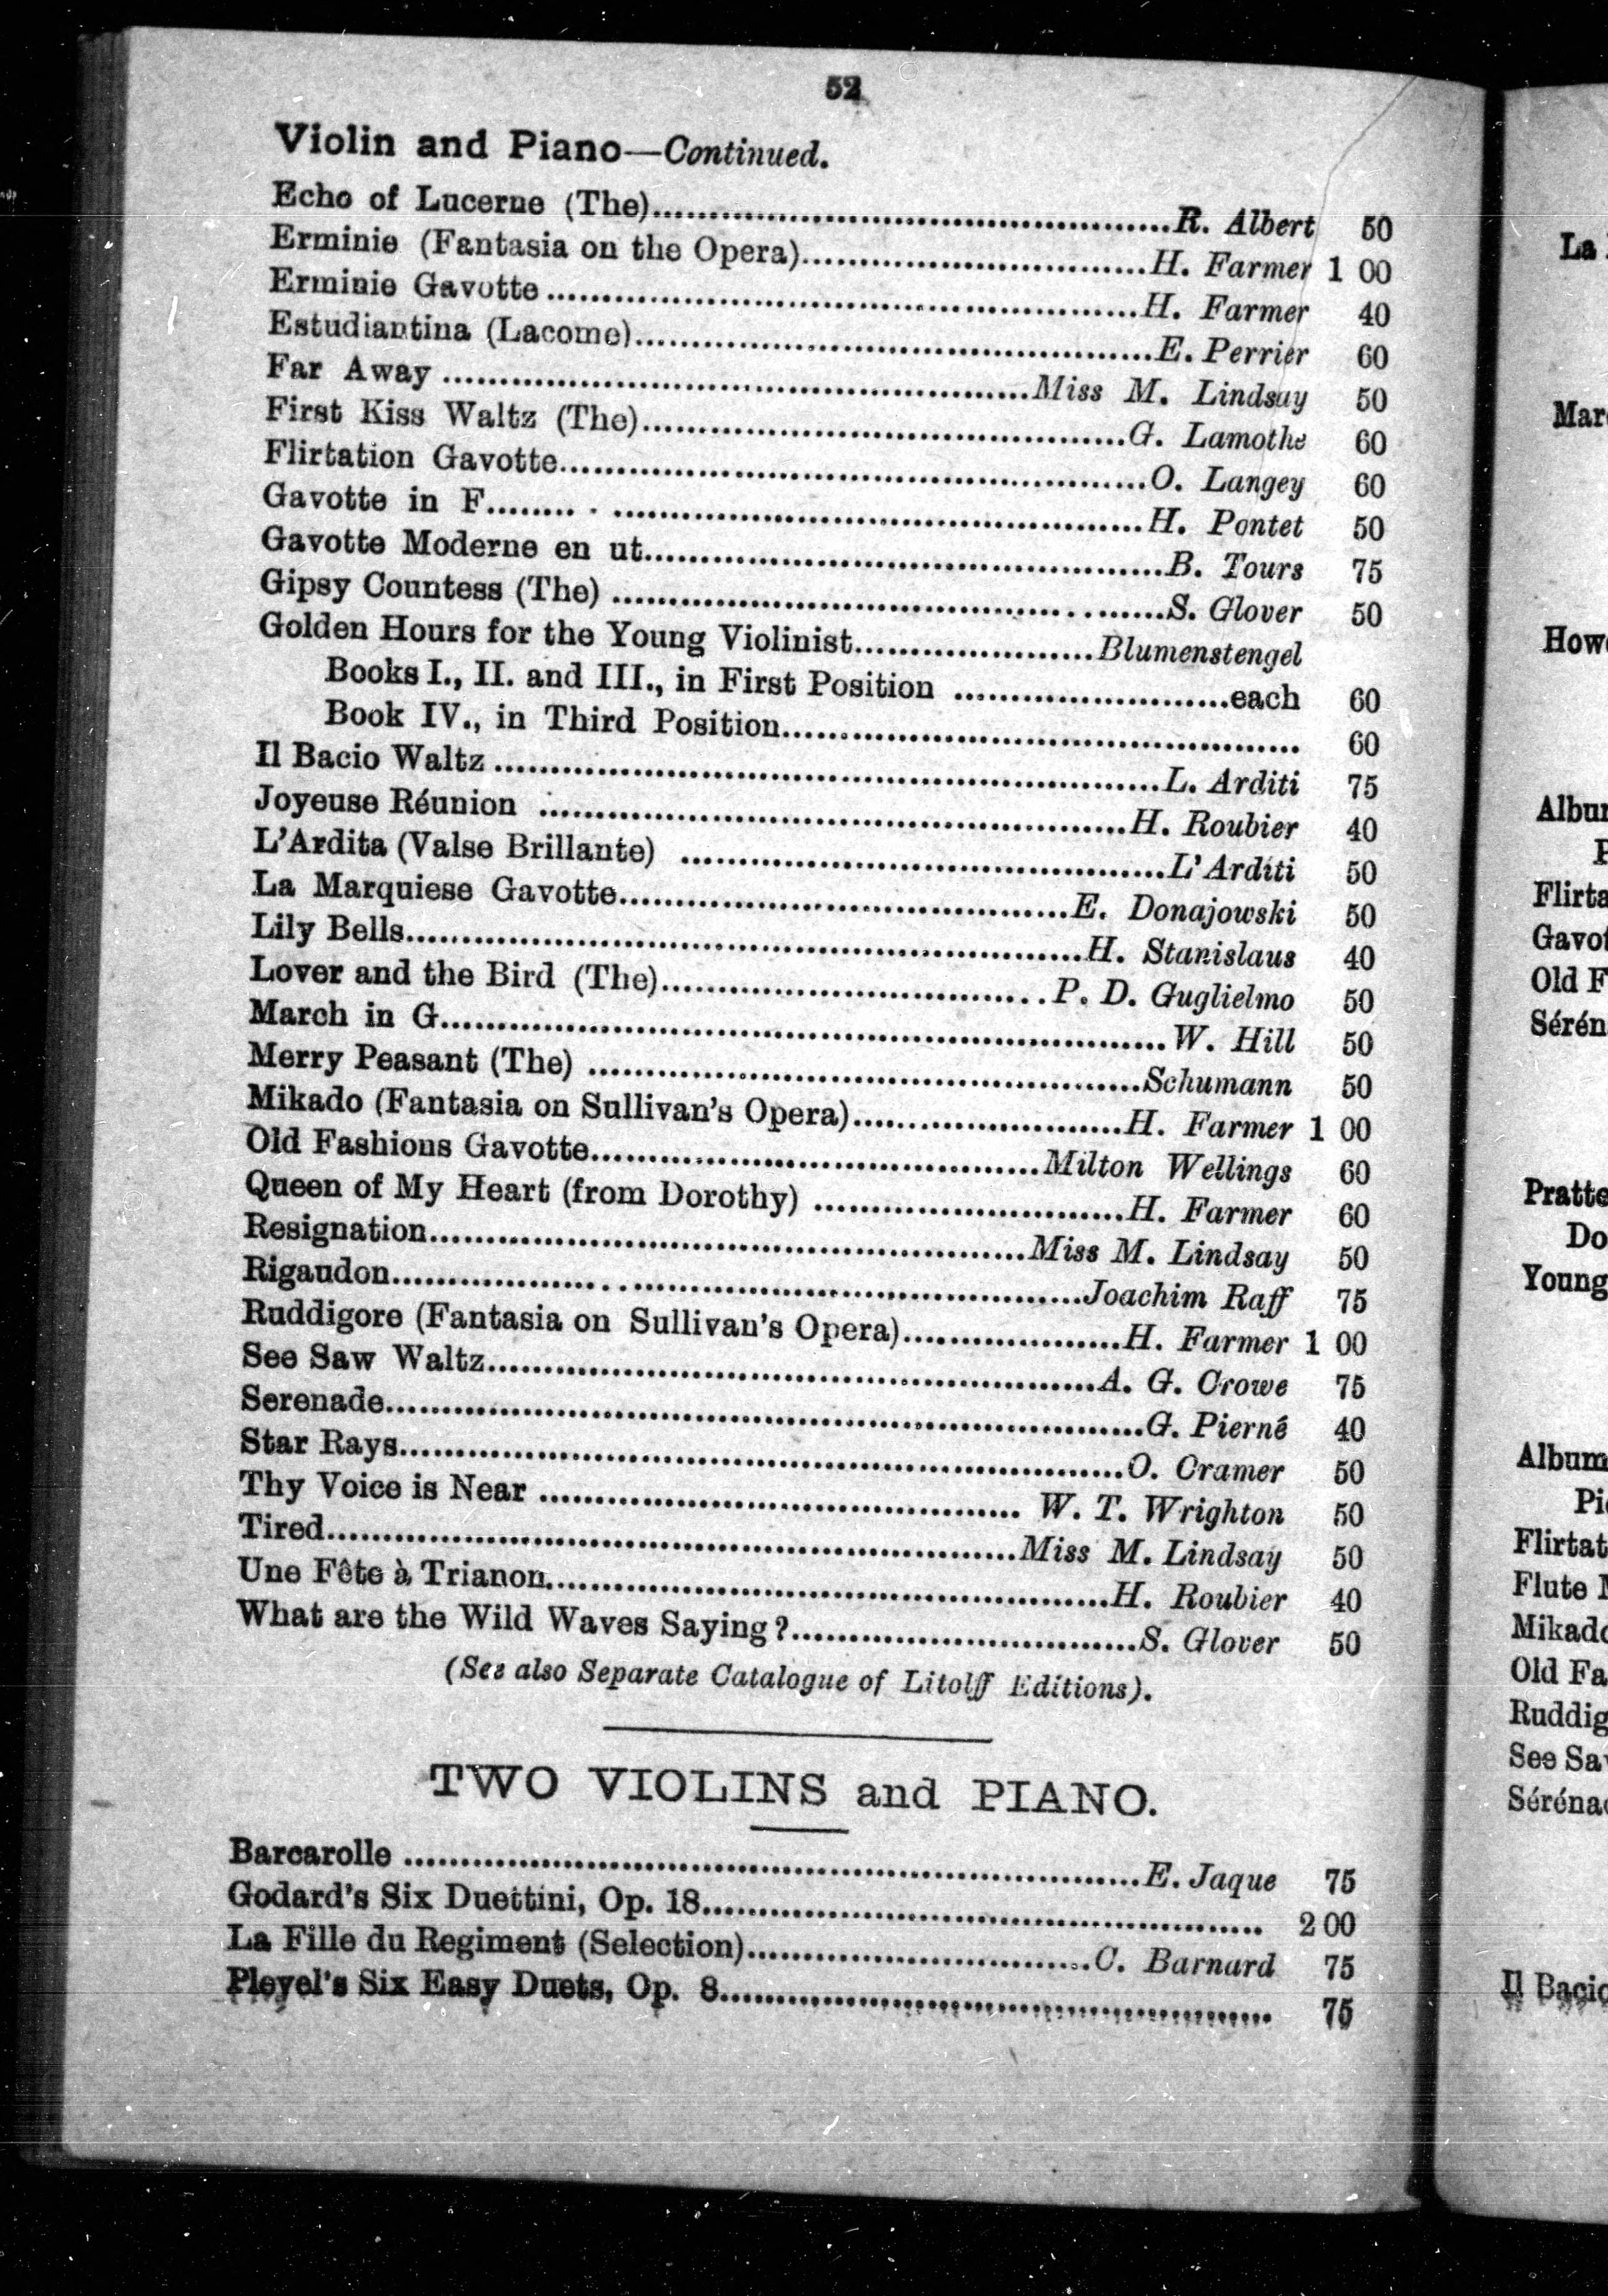 52
Violin and Piano—Continued.
Echo of Lucerne (The)........R. Albert 50
Erminie (Fantasia on the Opera)........H. Farmer 1 00
Erminie Gavotte........H. Farmer 40
Estudiantina (Lacome)........E. Perrier 60
Far Away........Miss M. Lindsay 50
First Kiss Waltz (The)........G. Lamothe 60
Flirtation Gavotte........O. Langey 60
Gavotte in F........H. Pontet 50
Gavotte Moderne en ut........B. Tours 75
Gipsy Countess (The)........S. Glover 50
Golden Hours for the Young Violinist........Blumenstengel
Books I., II. and III., in First Position........each 60
Book IV., in Third Position........ 60
Il Bacio Waltz........L. Arditi 75
Joyeuse Réunion........H. Roubier 40
L'Ardita (Valse Brillante)........L' Arditi 50
La Marquiese Gavotte........E. Donajowski 50
Lily Bells........H. Stanislaus 40
Lover and the Bird (The)........P. D. Guglielmo 50
March in G........W. Hill 50
Merry Peasant (The)........Schumann 50
Mikado (Fantasia on Sullivan's Opera)........H. Farmer 1 00
Old Fashions Gavotte........Milton Wellings 60
Queen of My Heart (from Dorothy)........H. Farmer 60
Resignation........Miss M. Lindsay 50
Rigaudon........Joachim Raff 75
Ruddigore (Fantasia on Sullivan's Opera)........H. Farmer 1 00
See Saw Waltz........A. G. Crowe 75
Serenade........G. Pierné 40
Star Rays........O. Cramer 50
Thy Voice is Near........W. T. Wrighton 50
Tired........Miss M. Lindsay 50
Une Fête à Trianon........H. Roubier 40
What are the Wild Waves Saying?........S. Glover 50
(See also Separate Catalogue of Litolff Editions).
TWO VIOLINS and PIANO.
Barcarolle........E. Jaque 75
Godard's Six Duettini, Op. 18........ 2 00
La Fille du Regiment (Selection)........C. Barnard 75
Pleyel's Six Easy Duets, Op. 8........ 75
La
How
Album
Flirta
Old F
Sérén
Do
Young
Album
Flirtat
Flute
Old Fa
Ruddig
Il Bacio